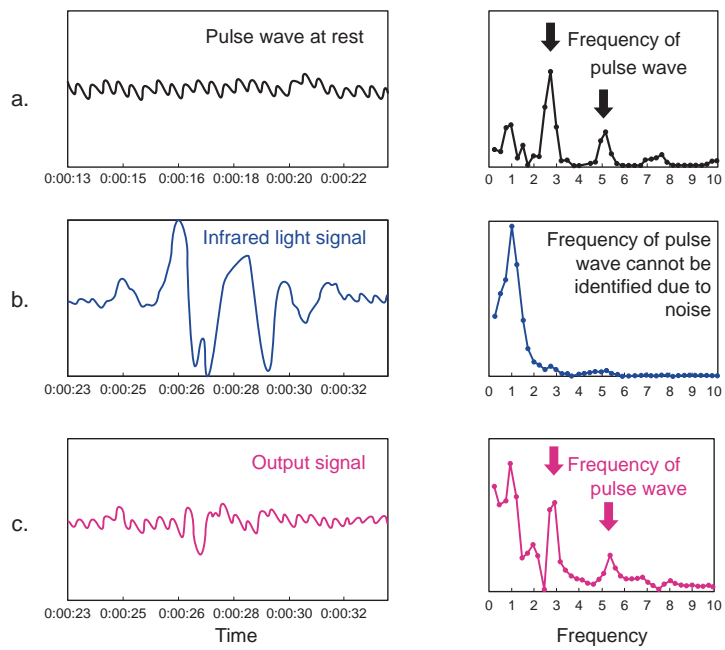 a.
Pulse wave at rest
0:00:13 0:00:15 0:00:16 0:00:18 0:00:20 0:00:22
Frequency of
pulse wave
0 1 2 3 4 5 6 7 8 9 10
b.
Infrared light signal
0:00:23 0:00:25 0:00:26 0:00:28 0:00:30 0:00:32
Frequency of pulse
wave cannot be
identified due to
noise
0 1 2 3 4 5 6 7 8 9 10
c.
Output signal
0:00:23 0:00:25 0:00:26 0:00:28 0:00:30 0:00:32
Time
Frequency of
pulse wave
0 1 2 3 4 5 6 7 8 9 10
Frequency